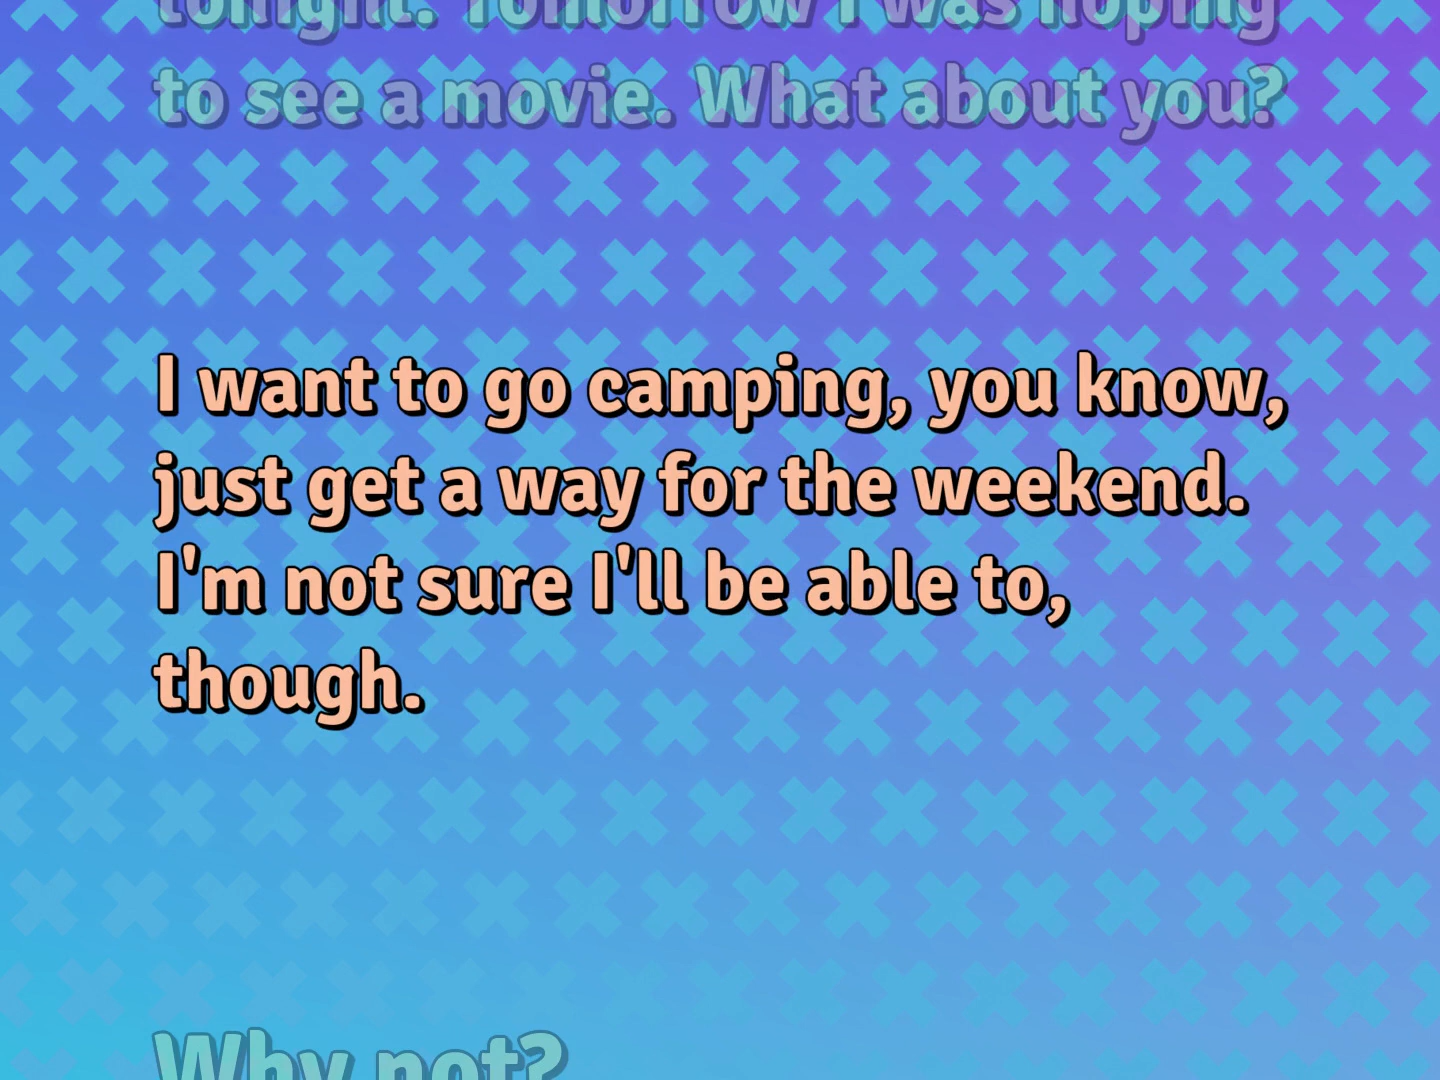 tonight. Tomorrow I was hoping
to see a movie. What about you?
I want to go camping, you know,
just get a way for the weekend.
I'm not sure I'll be able to,
though.
Why not?